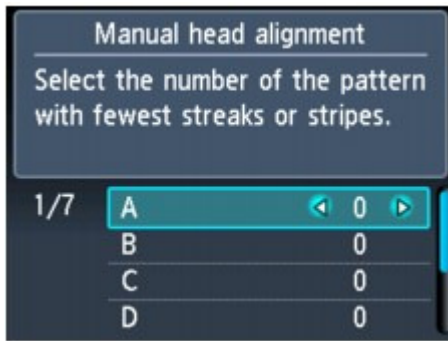 Manual head alignment
Select the number of the pattern
with fewest streaks or stripes.
1/7 A 0
B 0
C 0
D 0